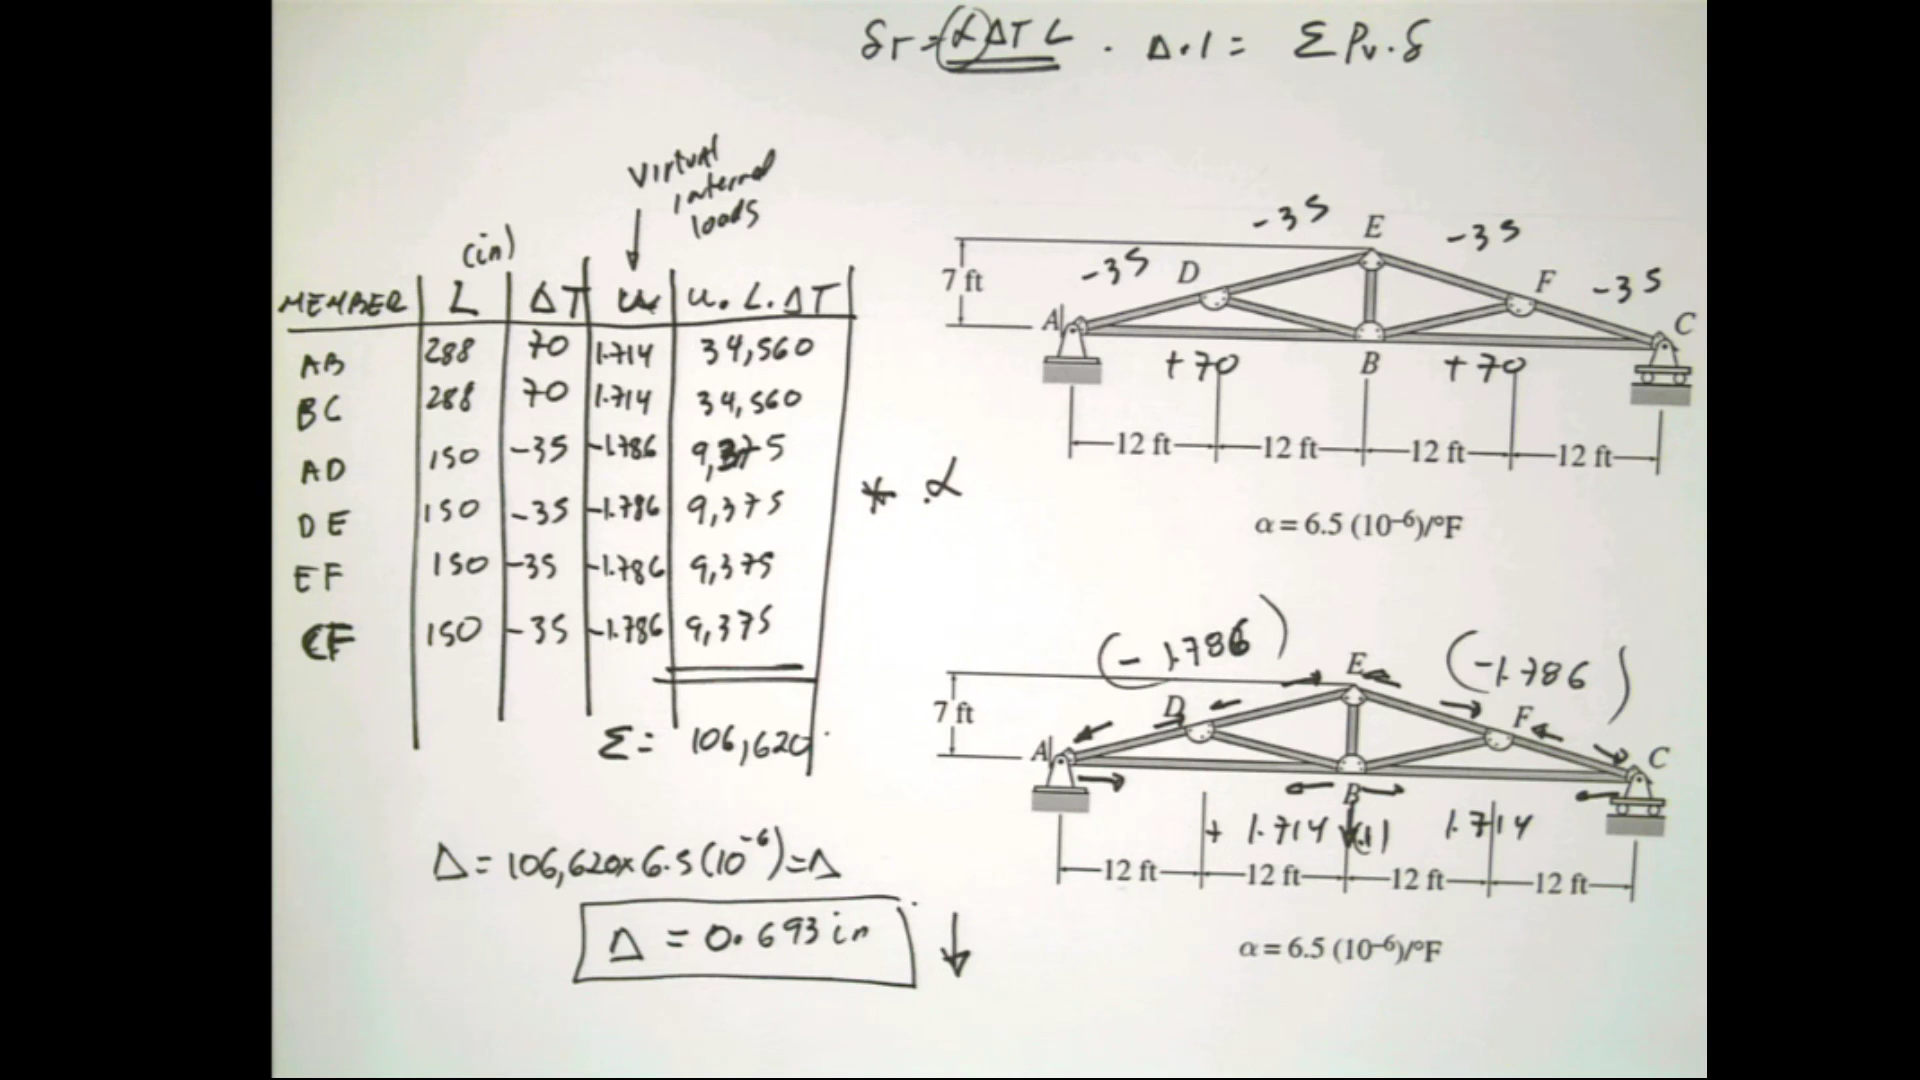 δT = αΔTL . Δ.1 = Σ Pv.δ
virtual
internal
loads
(in)
MEMBER L ΔT u u.L.ΔT
AB 288 70 1.714 34,560
BC 288 70 1.714 34,560
AD 150 -35 -1.786 9,375
DE 150 -35 -1.786 9,375
EF 150 -35 -1.786 9,375
CF 150 -35 -1.786 9,375
* .α
Σ = 106,620
Δ = 106,620 x 6.5(10⁻⁶) = Δ
Δ = 0.693 in
-35 E -35
-35 D F -35
7 ft
A C
+70 B +70
12 ft 12 ft 12 ft 12 ft
α = 6.5 (10⁻⁶)/°F
(-1.786) E (-1.786)
7 ft D F
A C
B
+ 1.714 (1) 1.714
12 ft 12 ft 12 ft 12 ft
α = 6.5 (10⁻⁶)/°F